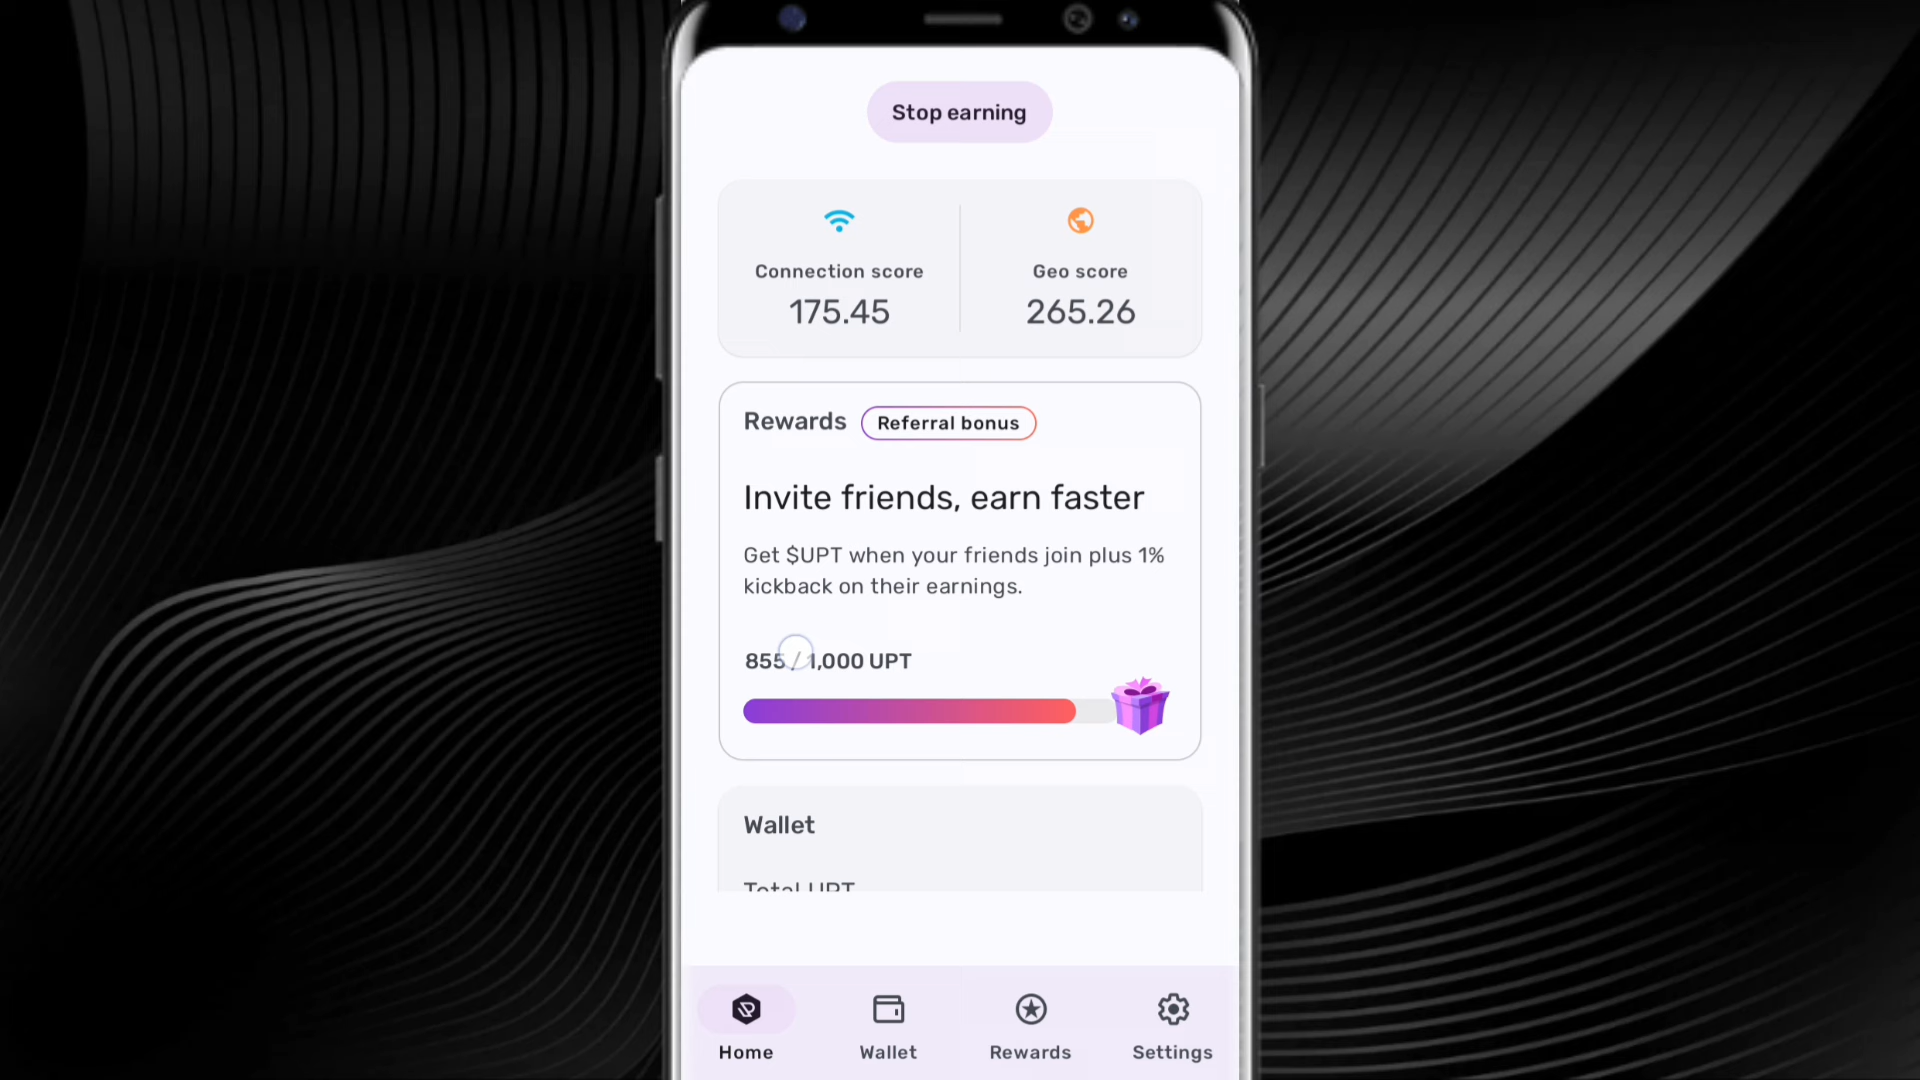 Stop earning
Connection score
175.45
Geo score
265.26
Rewards
Referral bonus
Invite friends, earn faster
Get $UPT when your friends join plus 1%
kickback on their earnings.
855 / 1,000 UPT
Wallet
Total UPT
Home
Wallet
Rewards
Settings